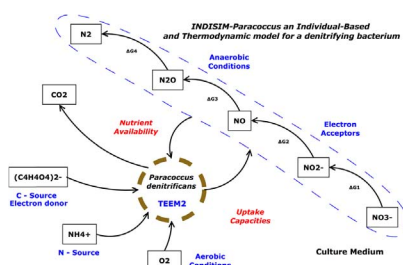 INDISIM-Paracoccus an Individual-Based
and Thermodynamic model for a denitrifying bacterium
N2
ΔG4
Anaerobic
Conditions
N2O
CO2
ΔG3
Nutrient
Availability
NO
Electron
Acceptors
ΔG2
(C4H4O4)2-
C - Source
Electron donor
Paracoccus
denitrificans
TEEM2
NO2-
ΔG1
Uptake
Capacities
NO3-
NH4+
N - Source
O2
Aerobic
Conditions
Culture Medium